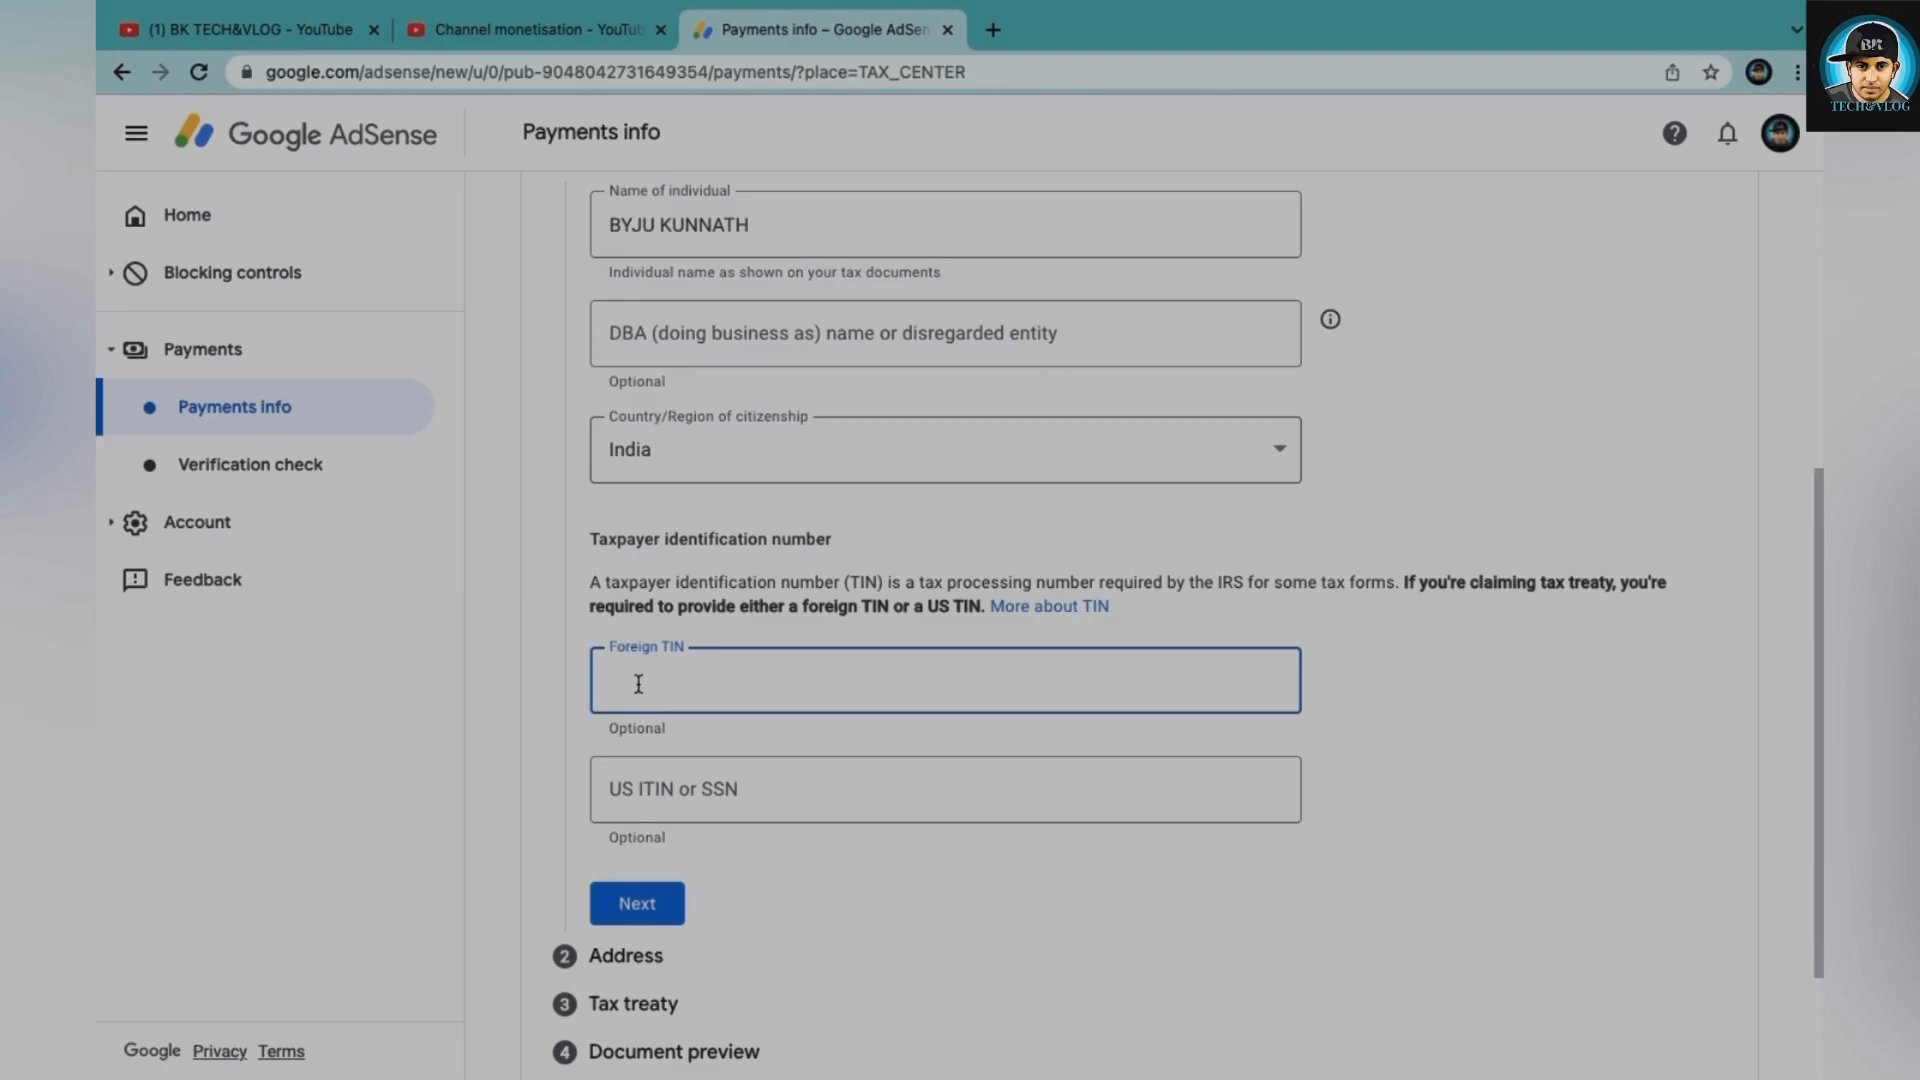 (1) BK TECH&VLOG - YouTube
Channel monetisation - YouTub
Payments info – Google AdSen
google.com/adsense/new/u/0/pub-9048042731649354/payments/?place=TAX_CENTER
BK
TECH&VLOG
Google AdSense
Payments info
Home
Blocking controls
Payments
Payments info
Verification check
Account
Feedback
Google Privacy Terms
Name of individual
BYJU KUNNATH
Individual name as shown on your tax documents
DBA (doing business as) name or disregarded entity
Optional
Country/Region of citizenship
India
Taxpayer identification number
A taxpayer identification number (TIN) is a tax processing number required by the IRS for some tax forms. If you're claiming tax treaty, you're
required to provide either a foreign TIN or a US TIN. More about TIN
Foreign TIN
Optional
US ITIN or SSN
Optional
Next
2 Address
3 Tax treaty
4 Document preview